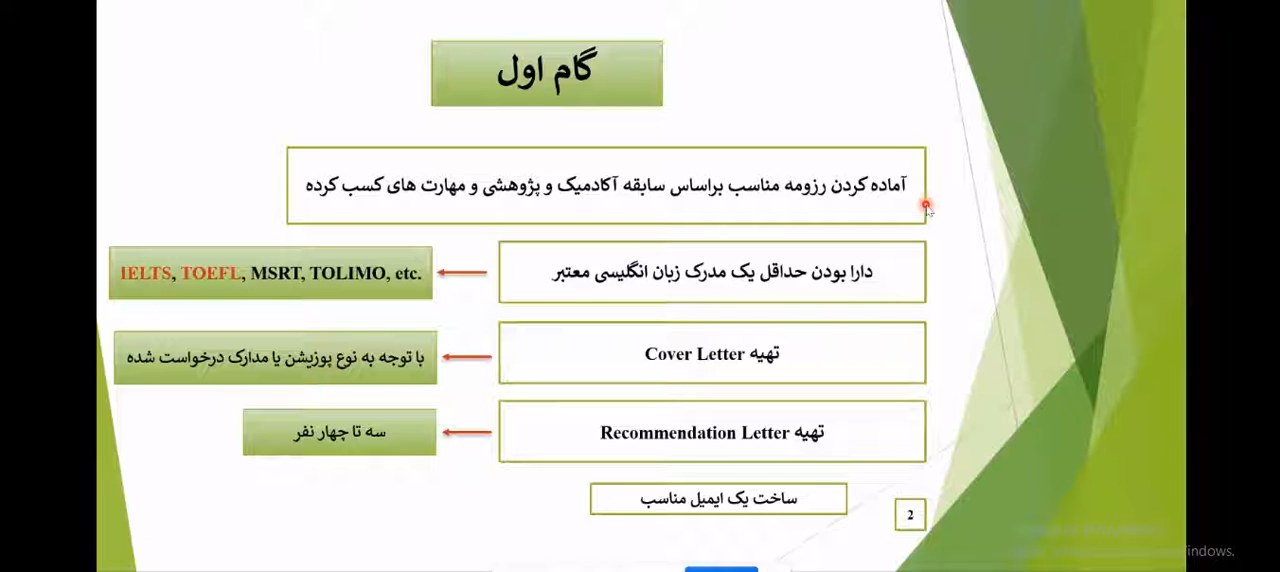 گام اول
آماده کردن رزومه مناسب براساس سابقه آکادمیک و پژوهشی و مهارت های کسب کرده
دارا بودن حداقل یک مدرک زبان انگلیسی معتبر
IELTS, TOEFL, MSRT, TOLIMO, etc.
تهیه Cover Letter
با توجه به نوع پوزیشن یا مدارک درخواست شده
تهیه Recommendation Letter
سه تا چهار نفر
ساخت یک ایمیل مناسب
2